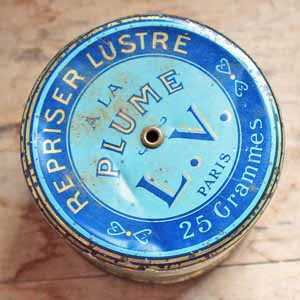 REPRISER LUSTRÉ
À LA
PLUME
L.V.
PARIS
25 Grammes